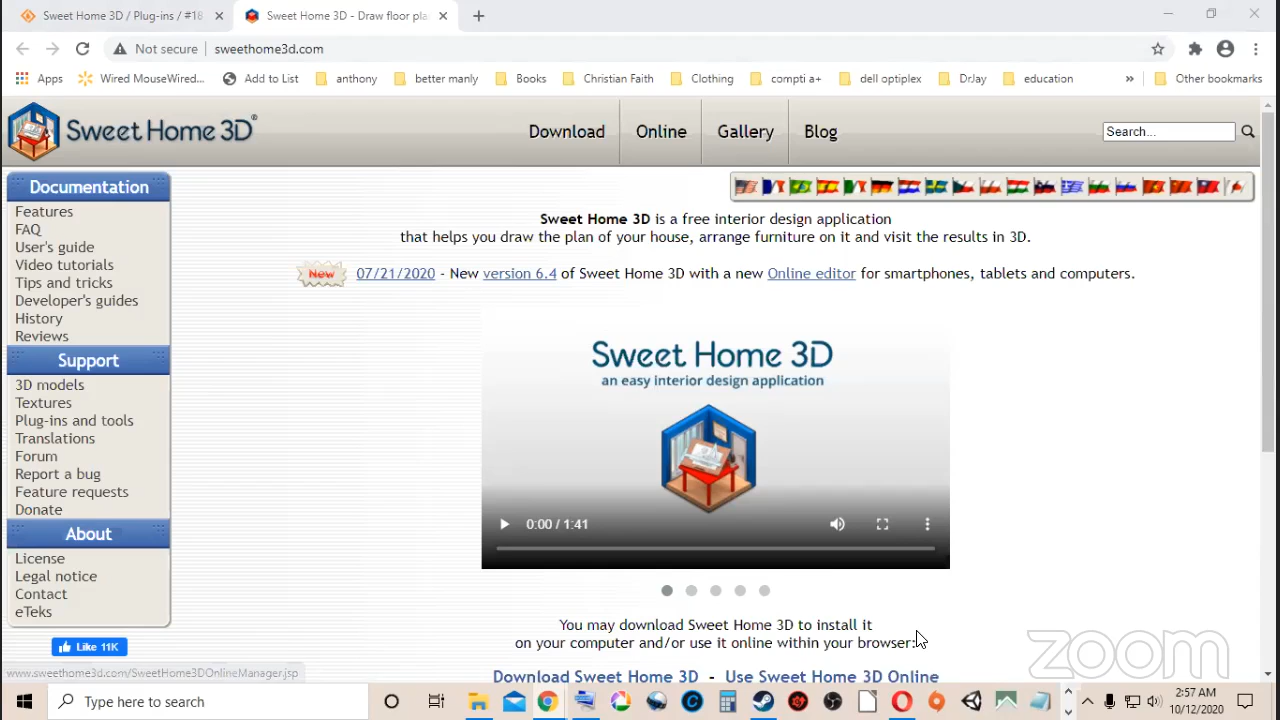 Sweet Home 3D / Plug-ins / #18
Sweet Home 3D - Draw floor pla
Not secure
sweethome3d.com
Apps
Wired MouseWired...
Add to List
anthony
better manly
Books
Christian Faith
Clothing
compti a+
dell optiplex
DrJay
education
»
Other bookmarks
Sweet Home 3D®
Download
Online
Gallery
Blog
Search...
Documentation
Features
FAQ
User's guide
Video tutorials
Tips and tricks
Developer's guides
History
Reviews
Support
3D models
Textures
Plug-ins and tools
Translations
Forum
Report a bug
Feature requests
Donate
About
License
Legal notice
Contact
eTeks
Like 11K
Sweet Home 3D is a free interior design application
that helps you draw the plan of your house, arrange furniture on it and visit the results in 3D.
New 07/21/2020 - New version 6.4 of Sweet Home 3D with a new Online editor for smartphones, tablets and computers.
Sweet Home 3D
an easy interior design application
0:00 / 1:41
You may download Sweet Home 3D to install it
on your computer and/or use it online within your browser:
Download Sweet Home 3D - Use Sweet Home 3D Online
zoom
www.sweethome3d.com/SweetHome3DOnlineManager.jsp
Type here to search
2:57 AM
10/12/2020